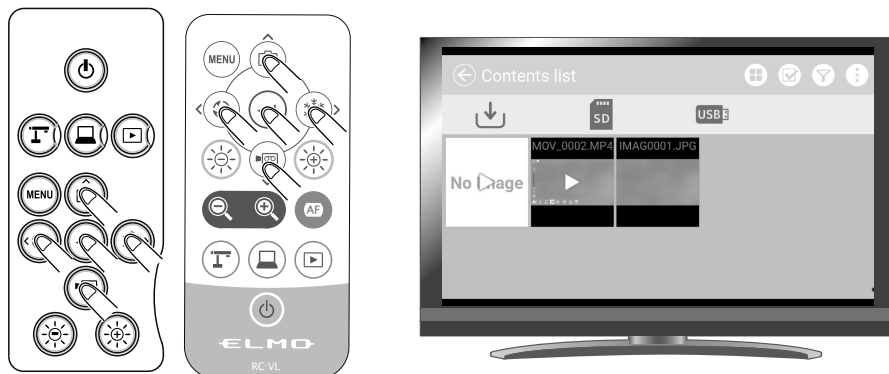 MENU
MENU
AF
ELMO
RC-VL
Contents list
SD
USB
MOV_0002.MP4 IMAG0001.JPG
No Image